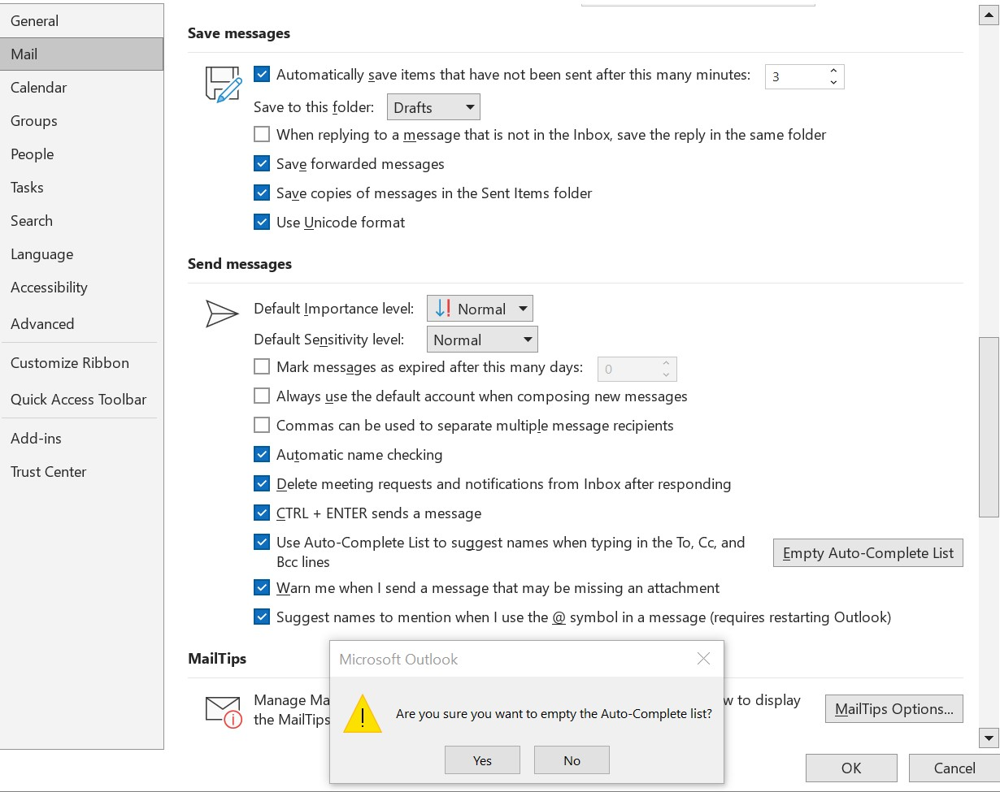 General
Mail
Calendar
Groups
People
Tasks
Search
Language
Accessibility
Advanced
Customize Ribbon
Quick Access Toolbar
Add-ins
Trust Center
Save messages
Automatically save items that have not been sent after this many minutes: 3
Save to this folder: Drafts
When replying to a message that is not in the Inbox, save the reply in the same folder
Save forwarded messages
Save copies of messages in the Sent Items folder
Use Unicode format
Send messages
Default Importance level: Normal
Default Sensitivity level: Normal
Mark messages as expired after this many days: 0
Always use the default account when composing new messages
Commas can be used to separate multiple message recipients
Automatic name checking
Delete meeting requests and notifications from Inbox after responding
CTRL + ENTER sends a message
Use Auto-Complete List to suggest names when typing in the To, Cc, and
Bcc lines
Empty Auto-Complete List
Warn me when I send a message that may be missing an attachment
Suggest names to mention when I use the @ symbol in a message (requires restarting Outlook)
MailTips
Manage Ma
w to display
the MailTips
MailTips Options...
Microsoft Outlook
Are you sure you want to empty the Auto-Complete list?
Yes No
OK Cancel